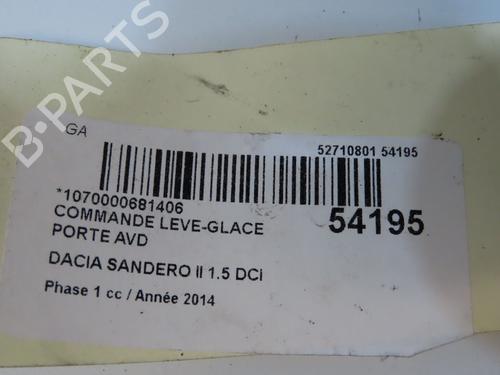 GA
52710801 54195
*1070000681406
54195
COMMANDE LEVE-GLACE
PORTE AVD
DACIA SANDERO II 1.5 DCi
Phase 1 cc / Année 2014
B-PARTS